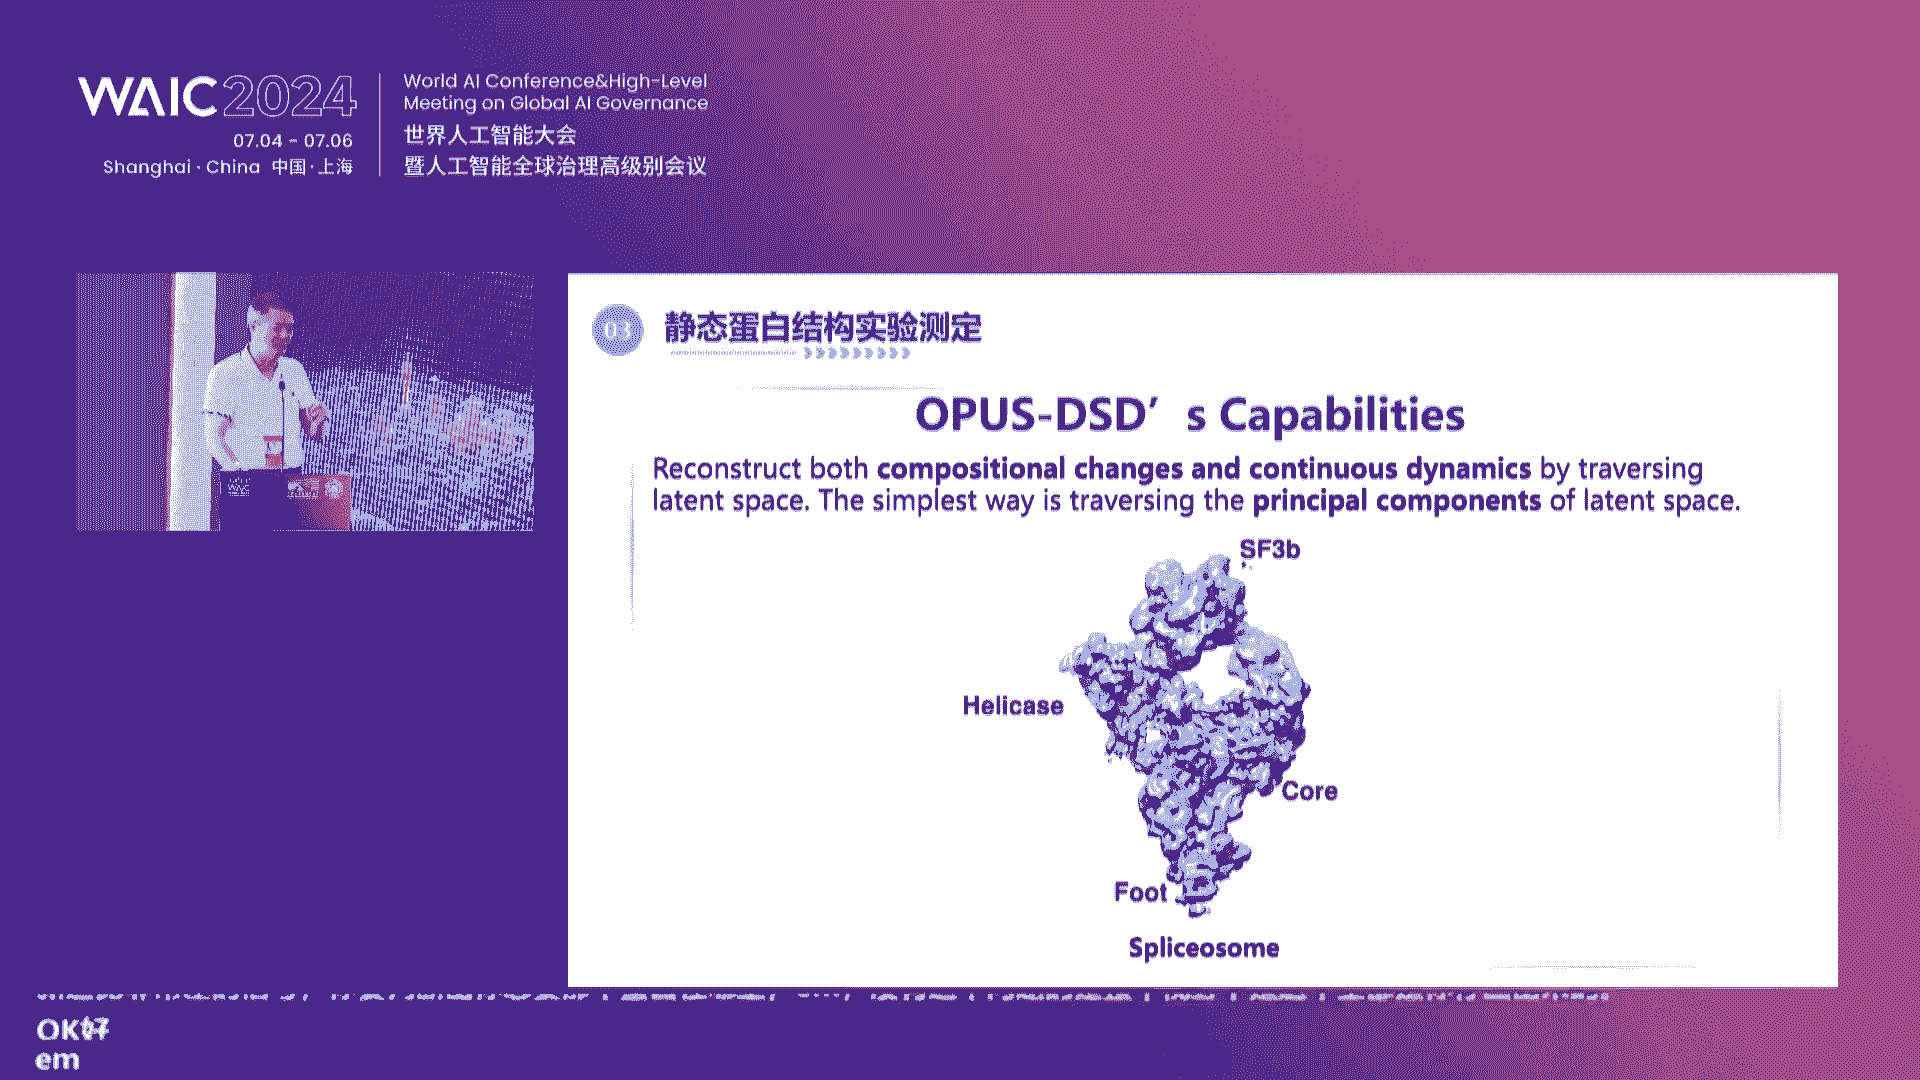 WAIC 2024
07.04 - 07.06
Shanghai · China 中国·上海
World AI Conference&High-Level
Meeting on Global AI Governance
世界人工智能大会
暨人工智能全球治理高级别会议
03 静态蛋白结构实验测定
OPUS-DSD’s Capabilities
Reconstruct both compositional changes and continuous dynamics by traversing
latent space. The simplest way is traversing the principal components of latent space.
SF3b
Helicase
Core
Foot
Spliceosome
WAIC
em